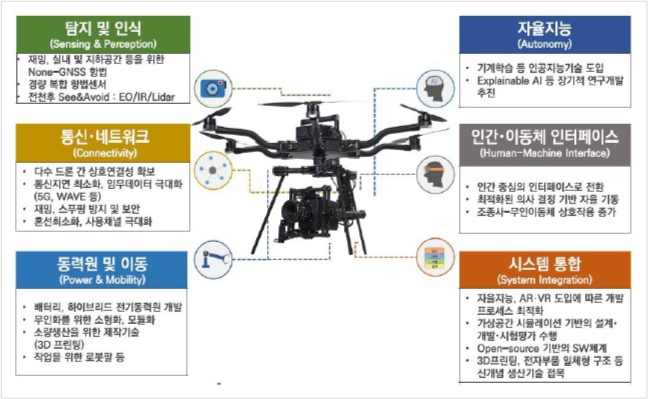 탐지 및 인식
(Sensing & Perception)
• 재밍, 실내 및 지하공간 등을 위한
None-GNSS 항법
• 경량 복합 항법센서
• 전천후 See&Avoid : EO/IR/Lidar
통신·네트워크
(Connectivity)
• 다수 드론 간 상호연결성 확보
• 통신지연 최소화, 임무데이터 극대화
(5G, WAVE 등)
• 재밍, 스푸핑 방지 및 보안
• 혼선최소화, 사용채널 극대화
동력원 및 이동
(Power & Mobility)
• 배터리, 하이브리드 전기동력원 개발
• 무인화를 위한 소형화, 모듈화
• 소량생산을 위한 제작기술
(3D 프린팅)
• 작업을 위한 로봇팔 등
자율지능
(Autonomy)
• 기계학습 등 인공지능기술 도입
• Explainable AI 등 장기적 연구개발
추진
인간·이동체 인터페이스
(Human-Machine Interface)
• 인간 중심의 인터페이스로 전환
• 최적화된 의사 결정 기반 자율 기동
• 조종사-무인이동체 상호작용 증가
시스템 통합
(System Integration)
• 자율지능, AR·VR 도입에 따른 개발
프로세스 최적화
• 가상공간 시뮬레이션 기반의 설계·
개발·시험평가 수행
• Open-source 기반의 SW체계
• 3D프린팅, 전자부품 일체형 구조 등
신개념 생산기술 접목